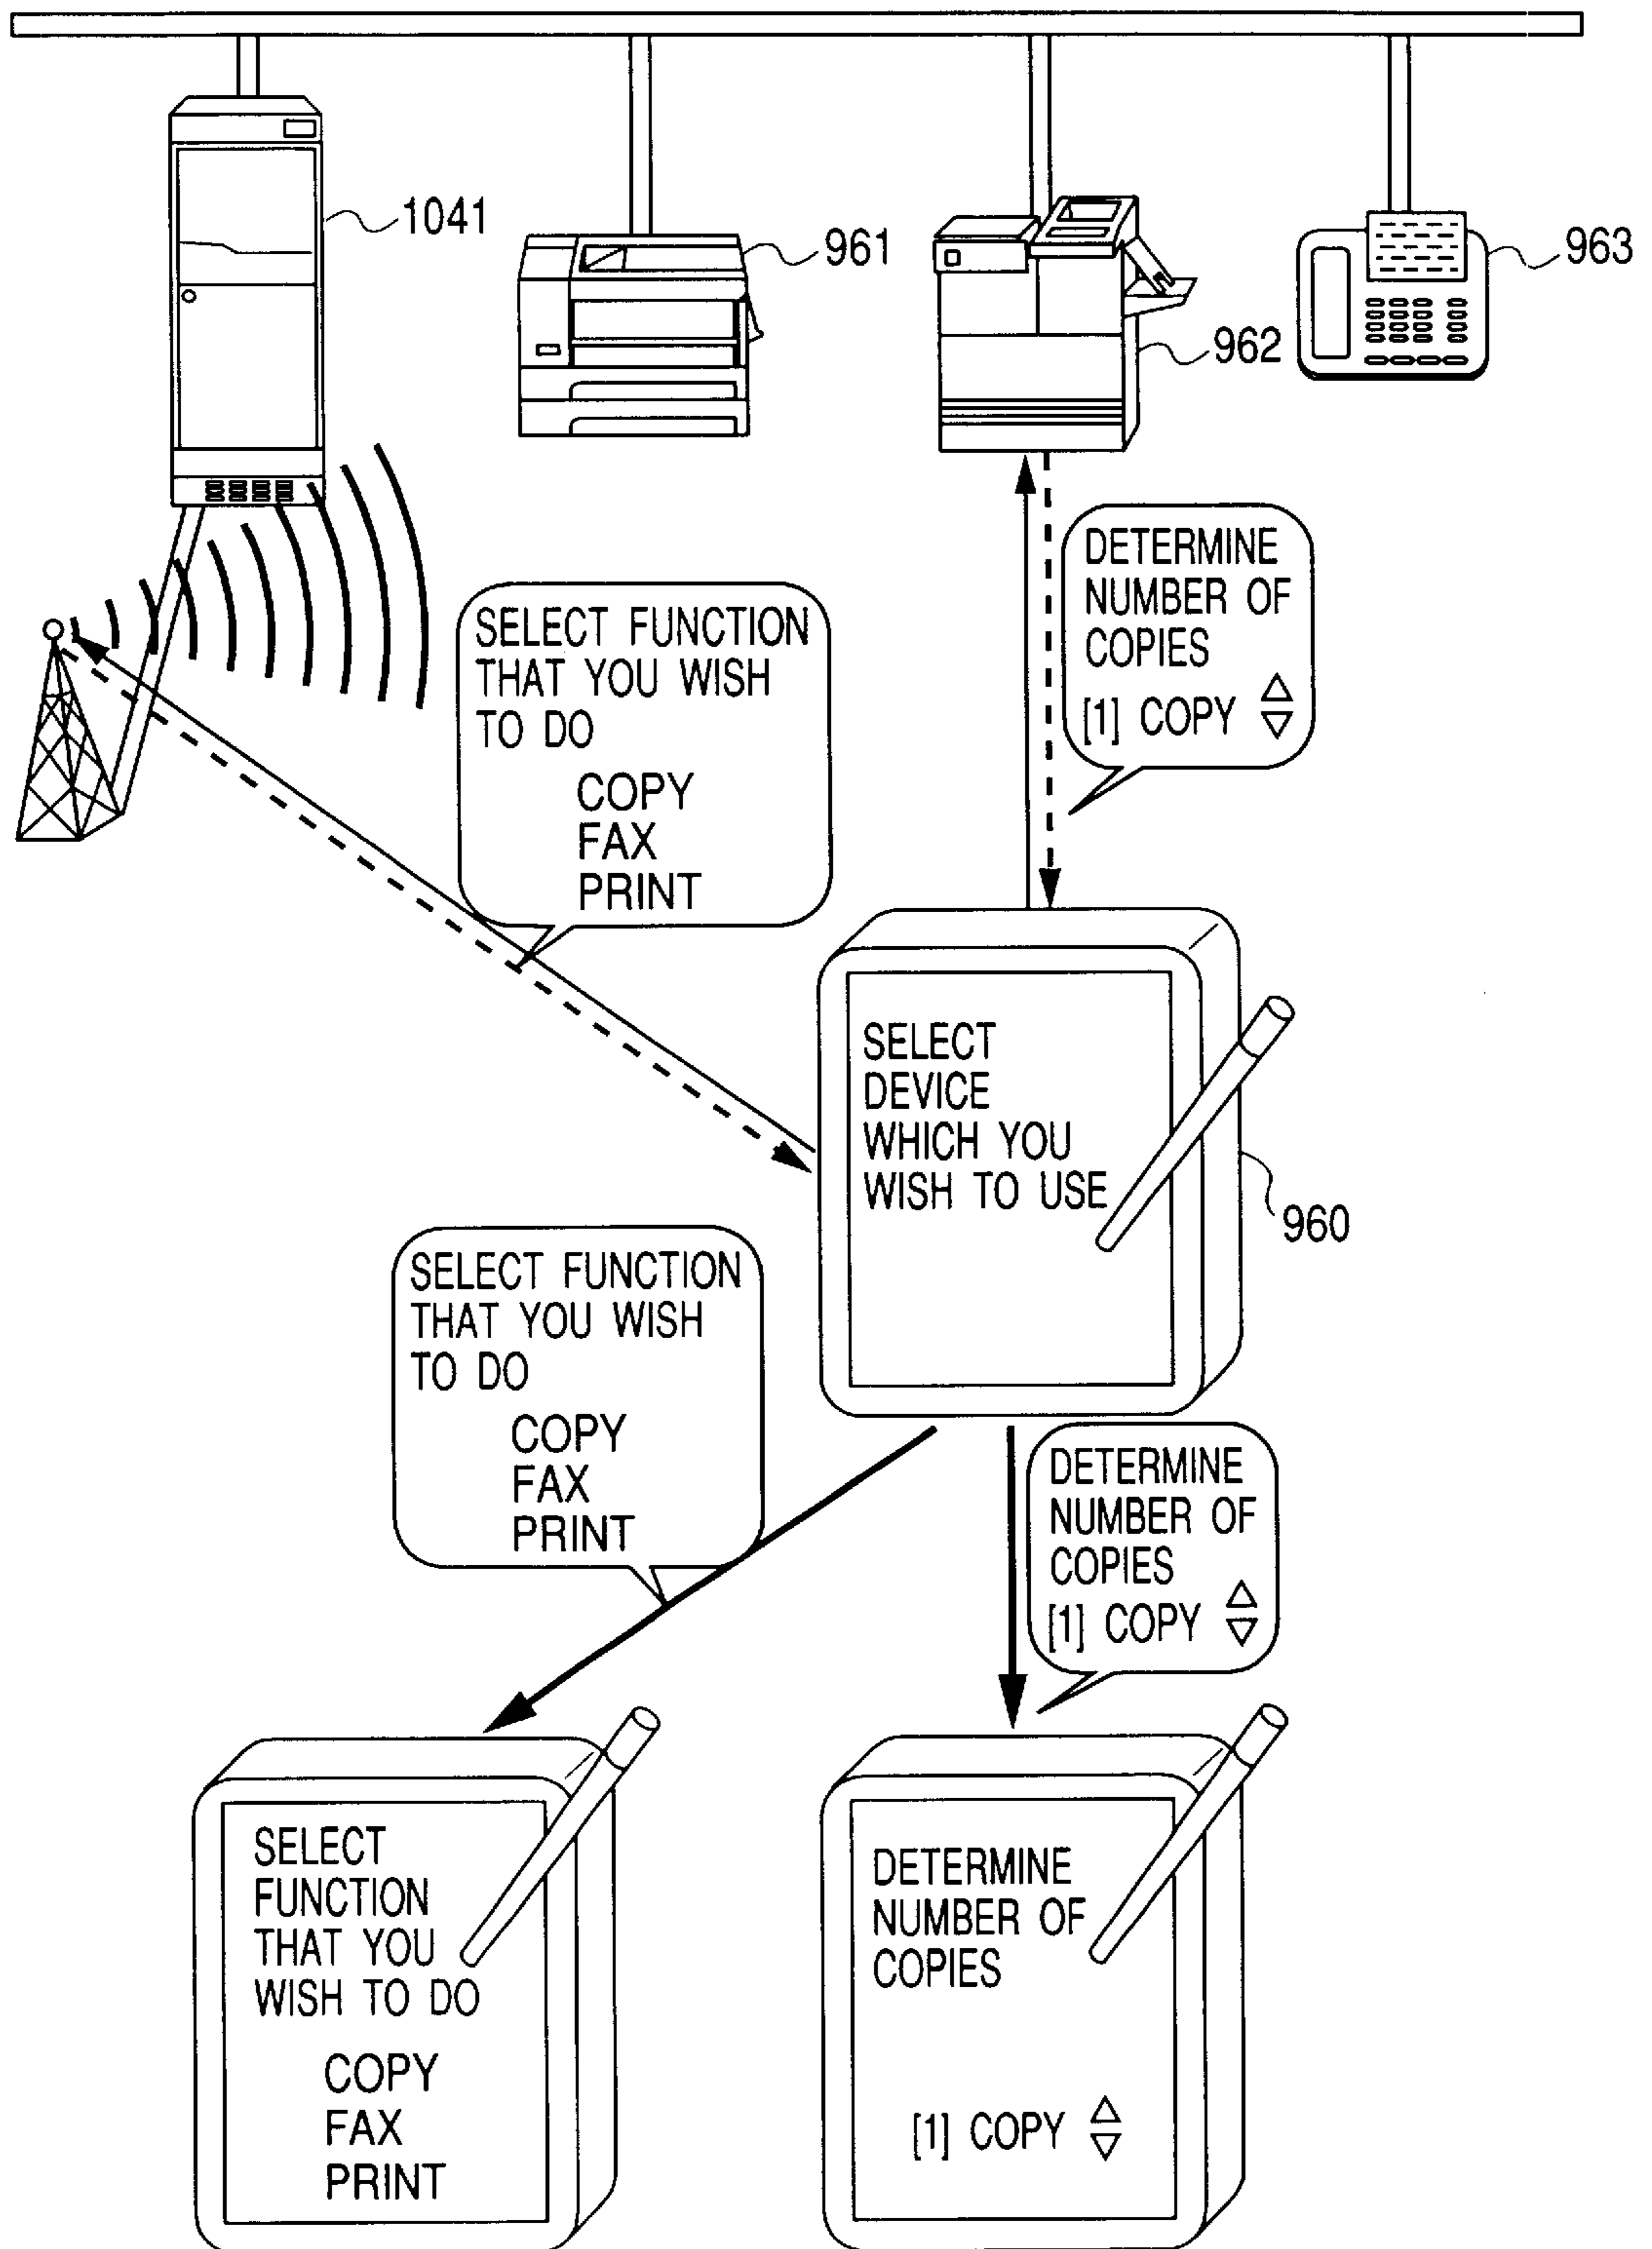 1041
961
962
963
DETERMINE
NUMBER OF
COPIES
[1] COPY △
▽
SELECT FUNCTION
THAT YOU WISH
TO DO
COPY
FAX
PRINT
SELECT
DEVICE
WHICH YOU
WISH TO USE
960
SELECT FUNCTION
THAT YOU WISH
TO DO
COPY
FAX
PRINT
DETERMINE
NUMBER OF
COPIES
[1] COPY △
▽
SELECT
FUNCTION
THAT YOU
WISH TO DO
COPY
FAX
PRINT
DETERMINE
NUMBER OF
COPIES
[1] COPY △
▽